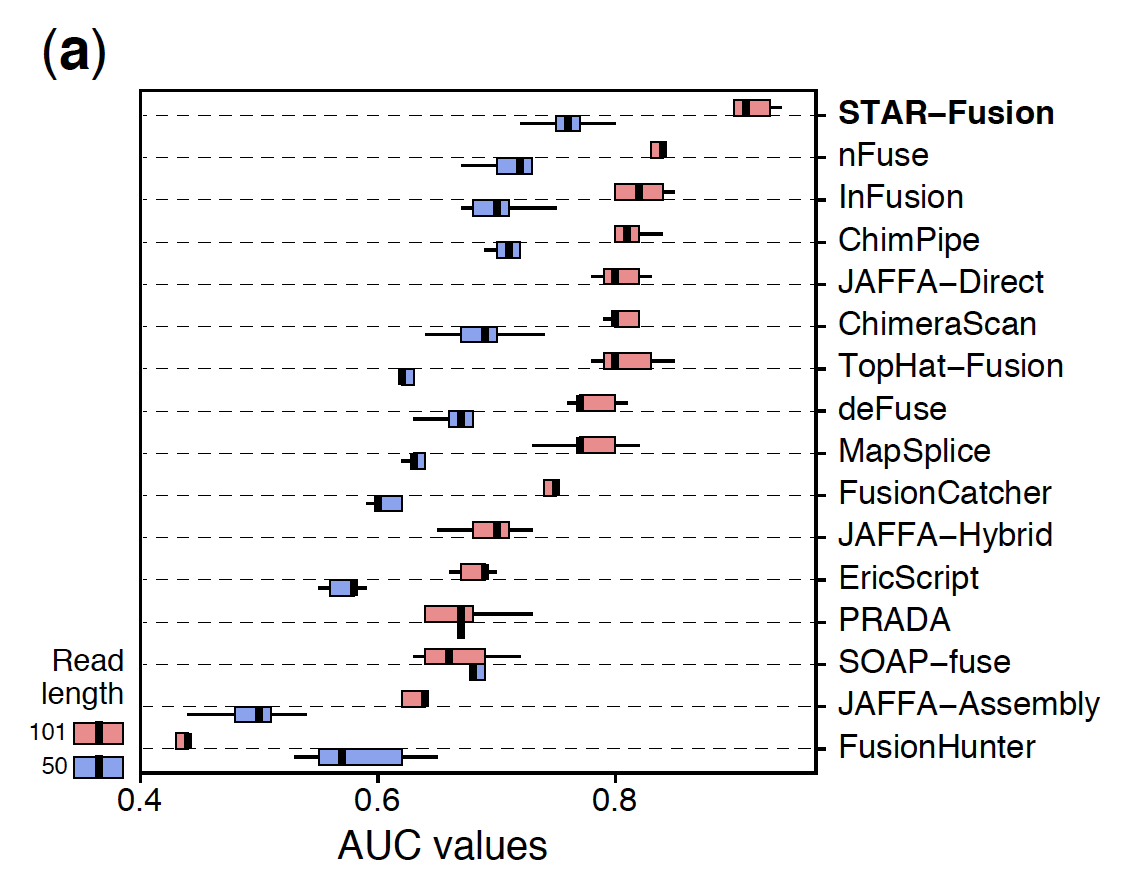 (a)
STAR−Fusion
nFuse
InFusion
ChimPipe
JAFFA−Direct
ChimeraScan
TopHat−Fusion
deFuse
MapSplice
FusionCatcher
JAFFA−Hybrid
EricScript
PRADA
SOAP−fuse
JAFFA−Assembly
FusionHunter
Read
length
101
50
0.4 0.6 0.8
AUC values